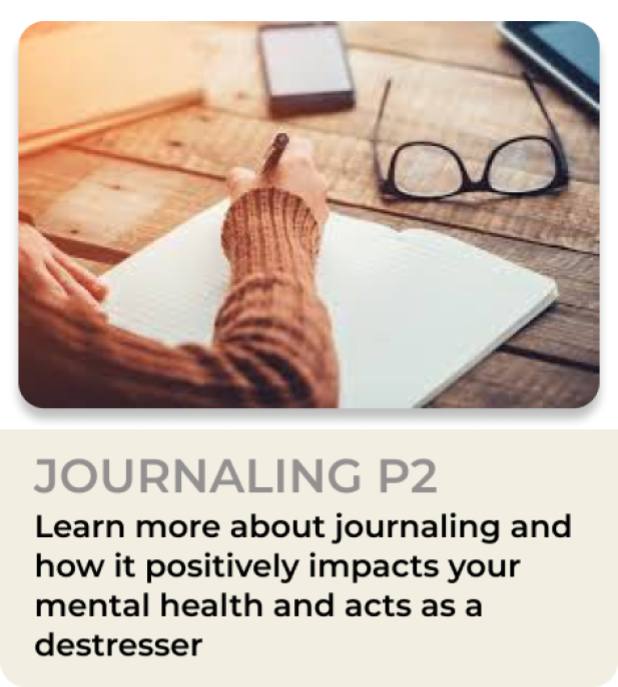 JOURNALING P2
Learn more about journaling and
how it positively impacts your
mental health and acts as a
destresser